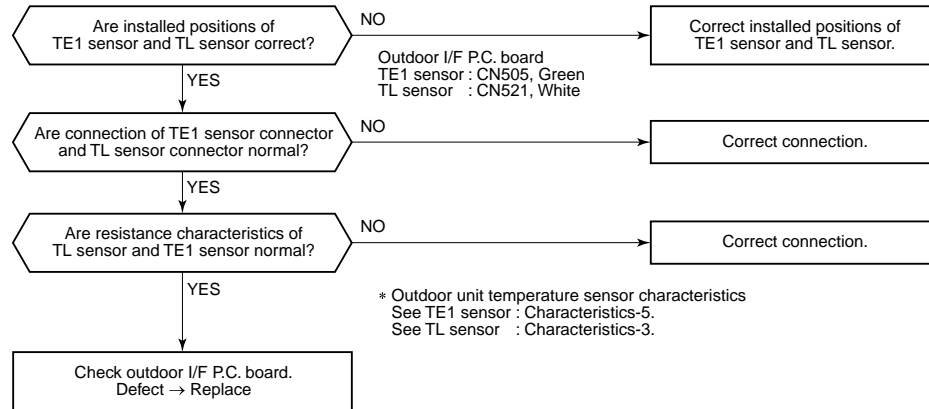 Are installed positions of
TE1 sensor and TL sensor correct?
NO
Correct installed positions of
TE1 sensor and TL sensor.
Outdoor I/F P.C. board
TE1 sensor : CN505, Green
TL sensor : CN521, White
YES
Are connection of TE1 sensor connector
and TL sensor connector normal?
NO
Correct connection.
YES
Are resistance characteristics of
TL sensor and TE1 sensor normal?
NO
Correct connection.
YES
* Outdoor unit temperature sensor characteristics
See TE1 sensor : Characteristics-5.
See TL sensor : Characteristics-3.
Check outdoor I/F P.C. board.
Defect → Replace